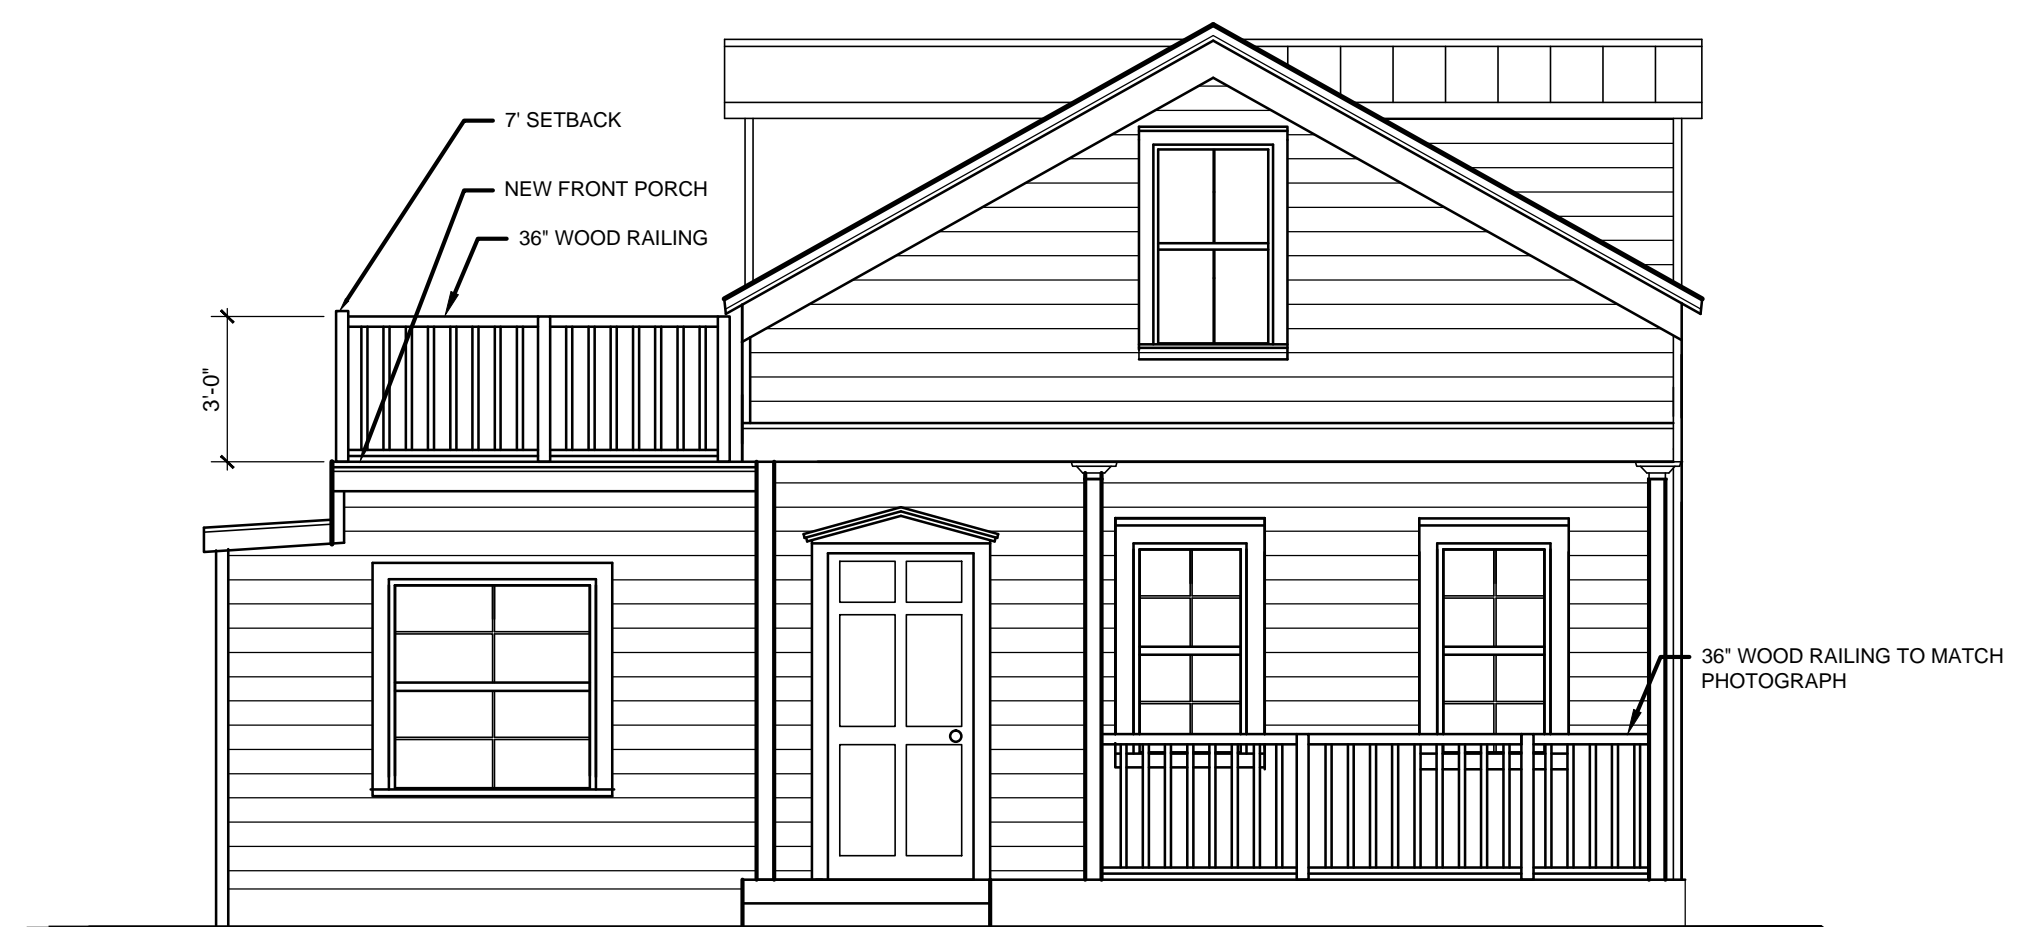 7' SETBACK
NEW FRONT PORCH
36" WOOD RAILING
3'-0"
36" WOOD RAILING TO MATCH
PHOTOGRAPH